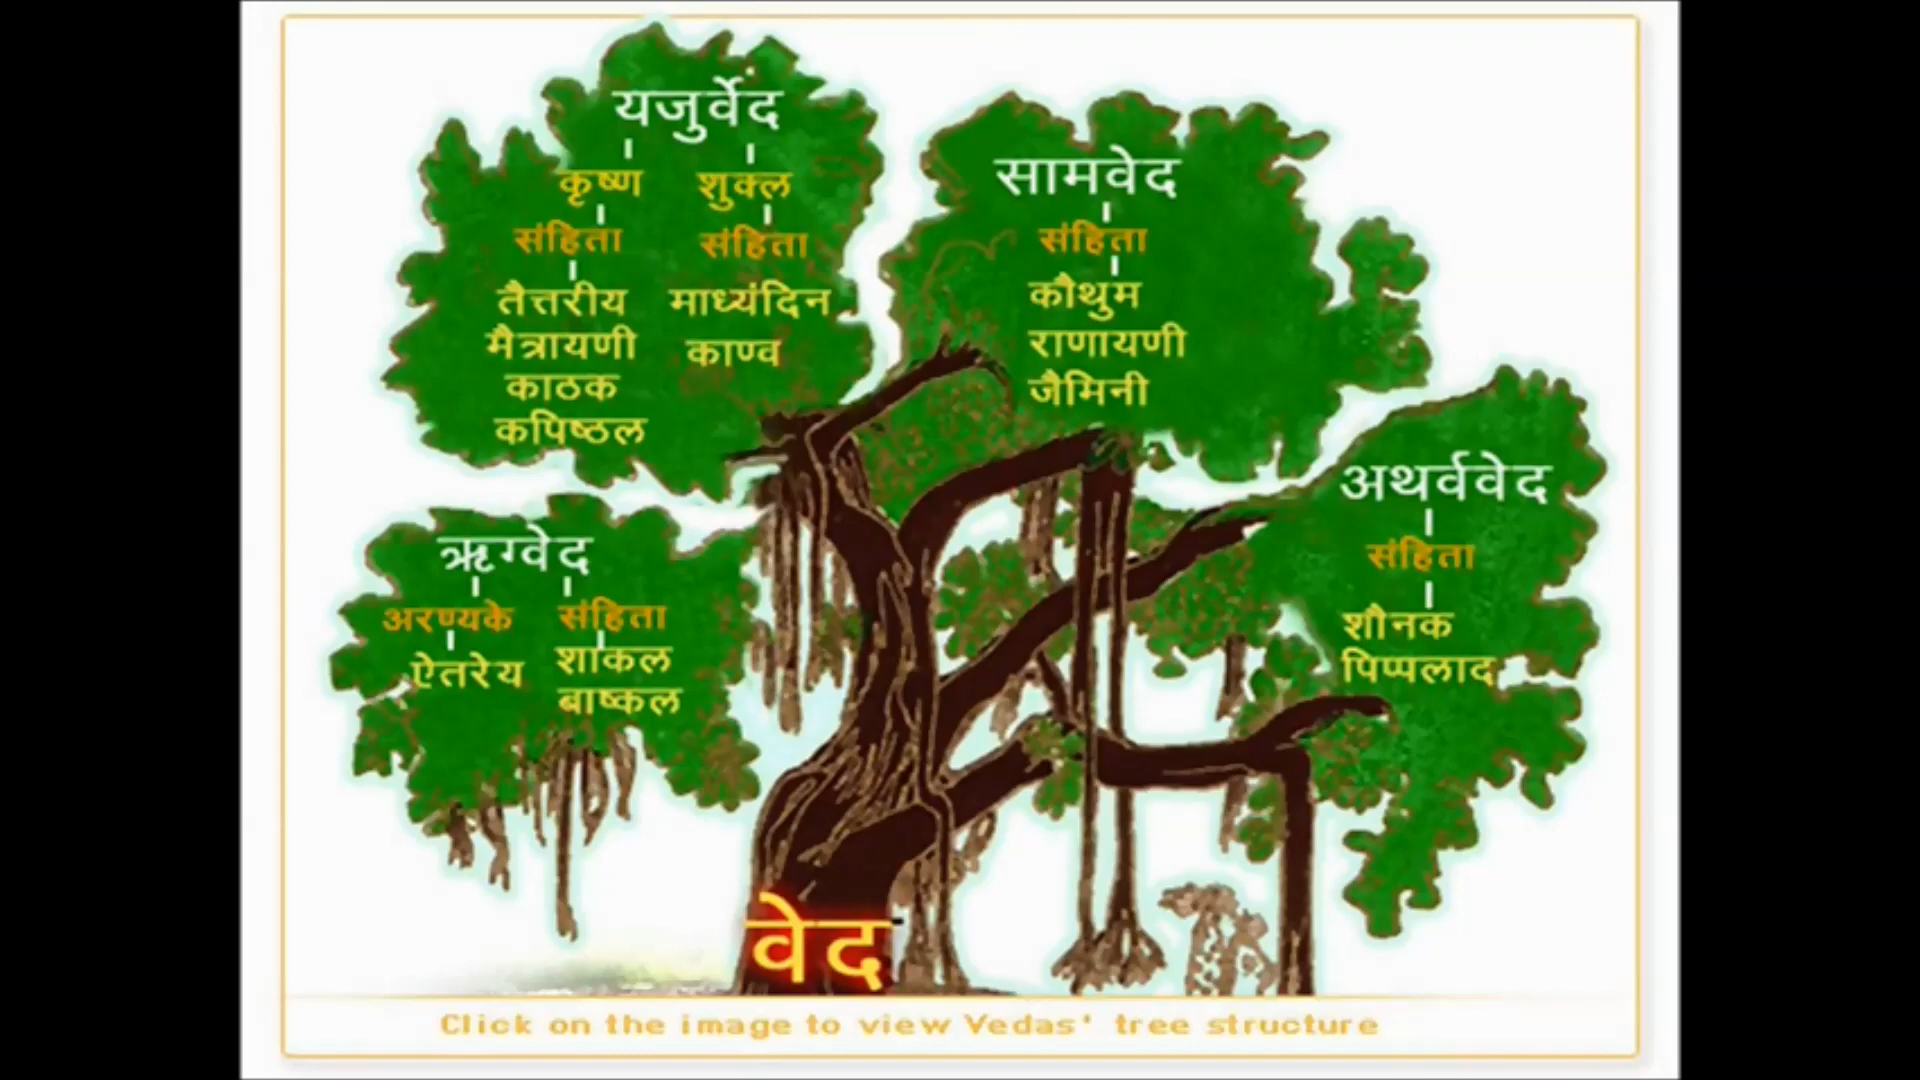 यजुर्वेंद
कृष्ण शुक्ल
संहिता संहिता
तैत्तरीय माध्यंदिन
मैत्रायणी काण्व
काठक
कपिष्ठल
सामवेद
संहिता
कौथुम
राणायणी
जैमिनी
अथर्ववेद
संहिता
शौनक
पिप्पलाद
ऋग्वेद
अरण्यके संहिता
ऐतरेय शाकल
बाष्कल
वेद
Click on the image to view Vedas' tree structure